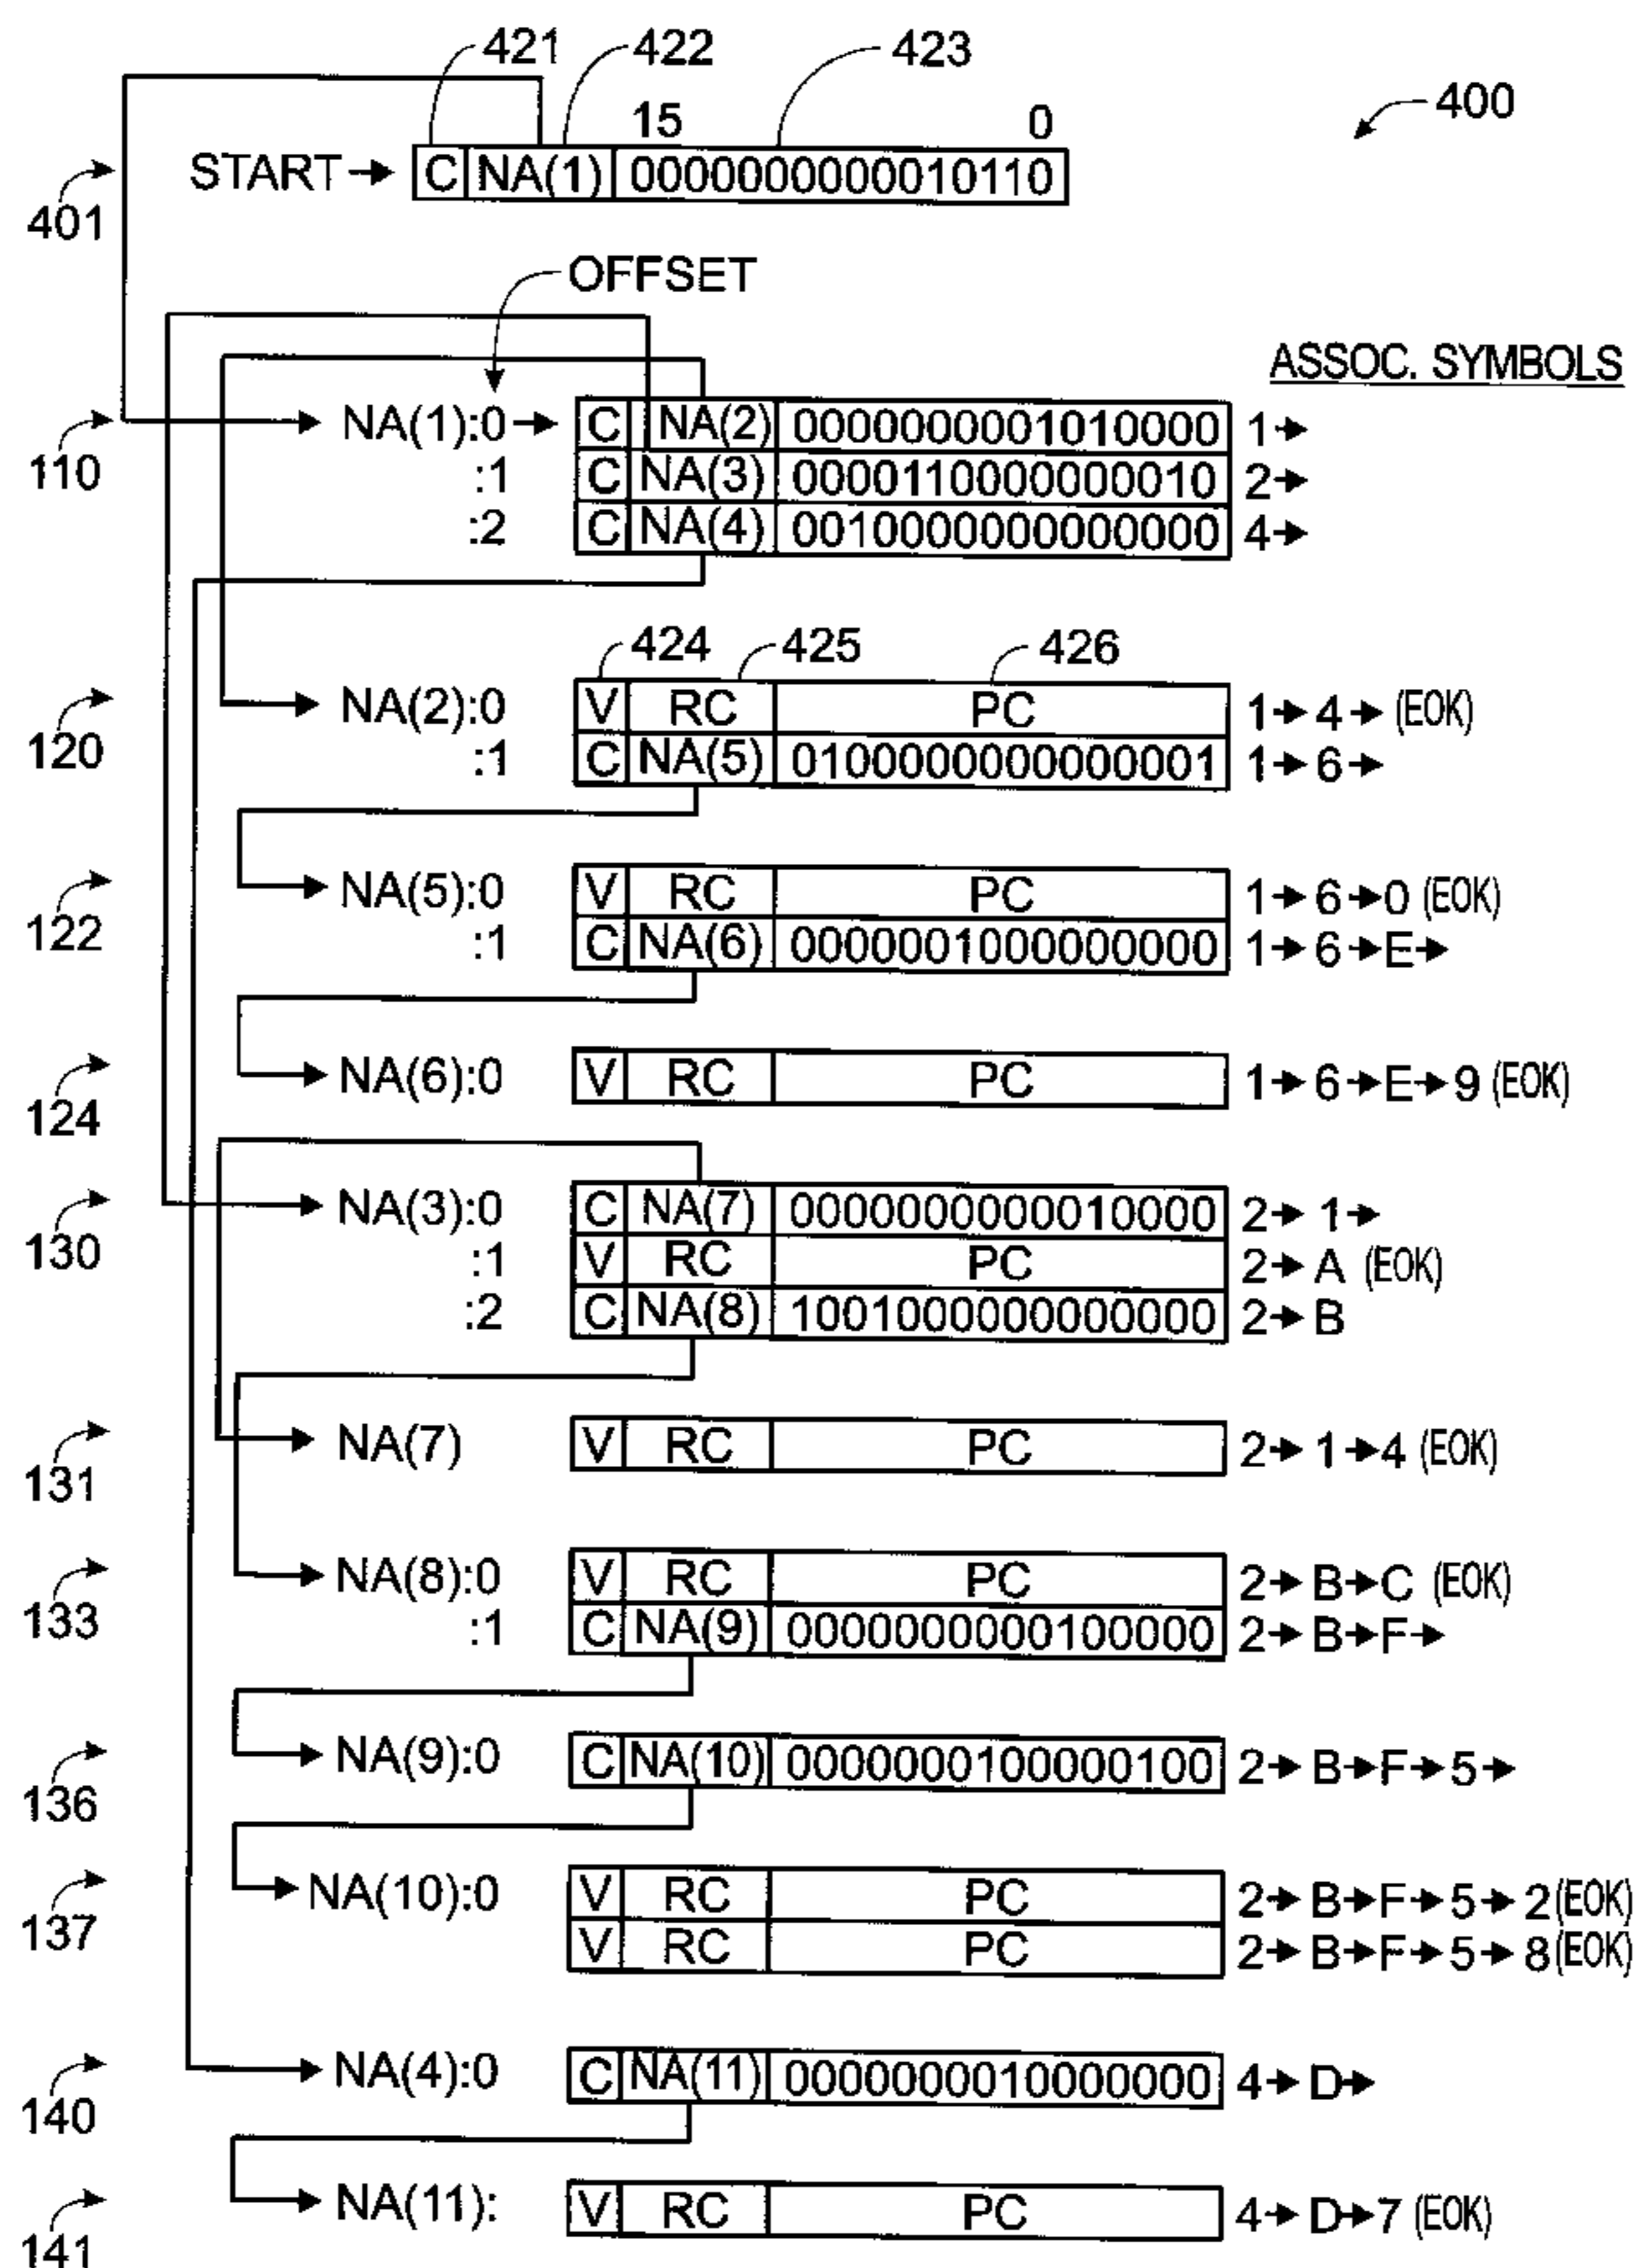 421 422 423
15 0 400
START→ C NA(1) 0000000000010110
401
OFFSET
ASSOC. SYMBOLS
110 NA(1):0→ C NA(2) 0000000001010000 1→
:1 C NA(3) 0000110000000010 2→
:2 C NA(4) 0010000000000000 4→
424 425 426
120 NA(2):0 V RC PC 1→4→ (EOK)
:1 C NA(5) 0100000000000001 1→6→
122 NA(5):0 V RC PC 1→6→0 (EOK)
:1 C NA(6) 0000001000000000 1→6→E→
124 NA(6):0 V RC PC 1→6→E→9 (EOK)
130 NA(3):0 C NA(7) 0000000000010000 2→1→
:1 V RC PC 2→A (EOK)
:2 C NA(8) 1001000000000000 2→B
131 NA(7) V RC PC 2→1→4 (EOK)
133 NA(8):0 V RC PC 2→B→C (EOK)
:1 C NA(9) 0000000000100000 2→B→F→
136 NA(9):0 C NA(10) 0000000100000100 2→B→F→5→
137 NA(10):0 V RC PC 2→B→F→5→2(EOK)
V RC PC 2→B→F→5→8(EOK)
140 NA(4):0 C NA(11) 0000000010000000 4→D→
141 NA(11): V RC PC 4→D→7 (EOK)